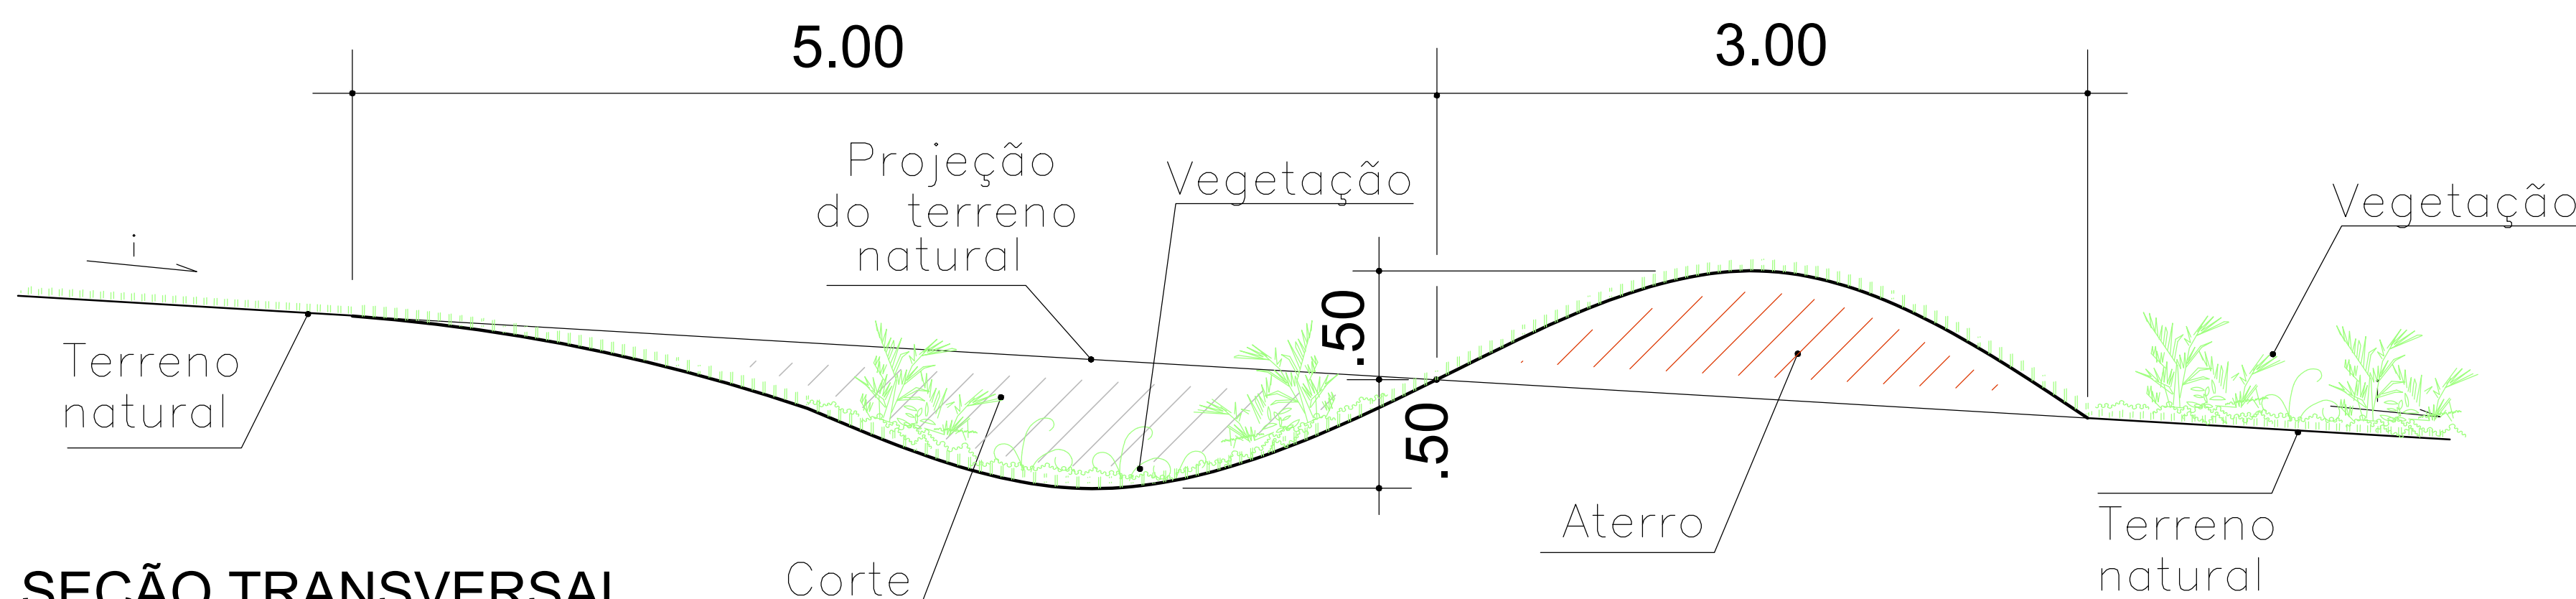 5.00
3.00
Projeção
do terreno
natural
Vegetação
Vegetação
i
.50
.50
Terreno
natural
Aterro
Terreno
natural
Corte
SEÇÃO TRANSVERSAL